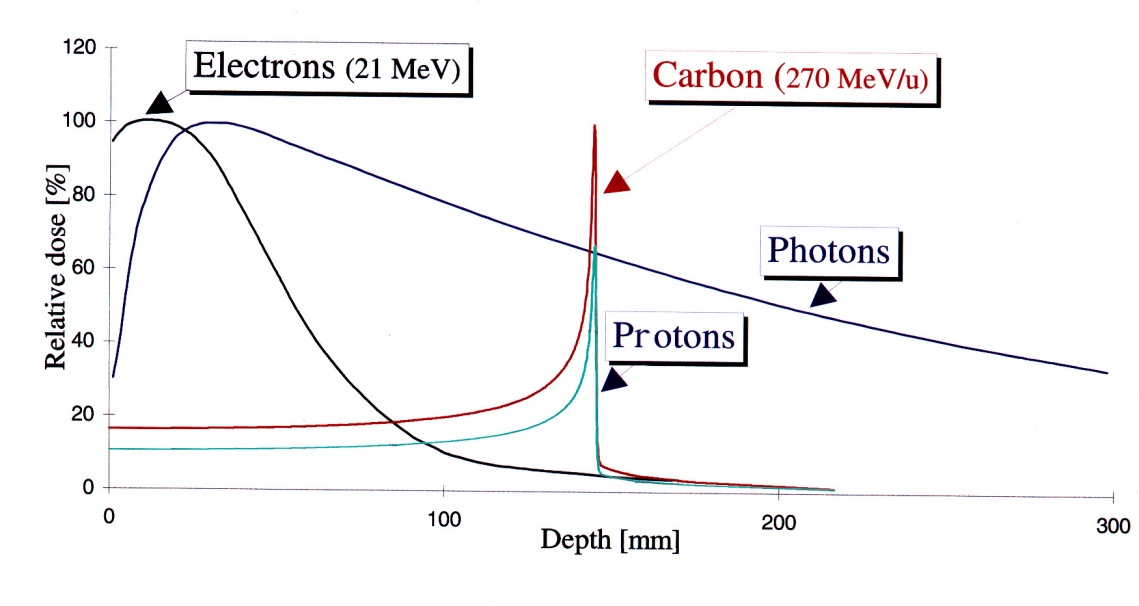 120
Electrons (21 MeV)
Carbon (270 MeV/u)
100
80
Relative dose [%]
Photons
60
Protons
40
20
0
0
100
200
300
Depth [mm]